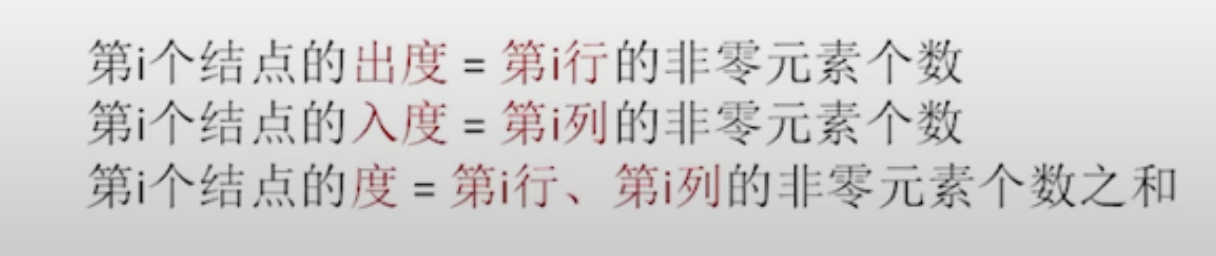 第i个结点的出度 = 第i行的非零元素个数
第i个结点的入度 = 第i列的非零元素个数
第i个结点的度 = 第i行、第i列的非零元素个数之和